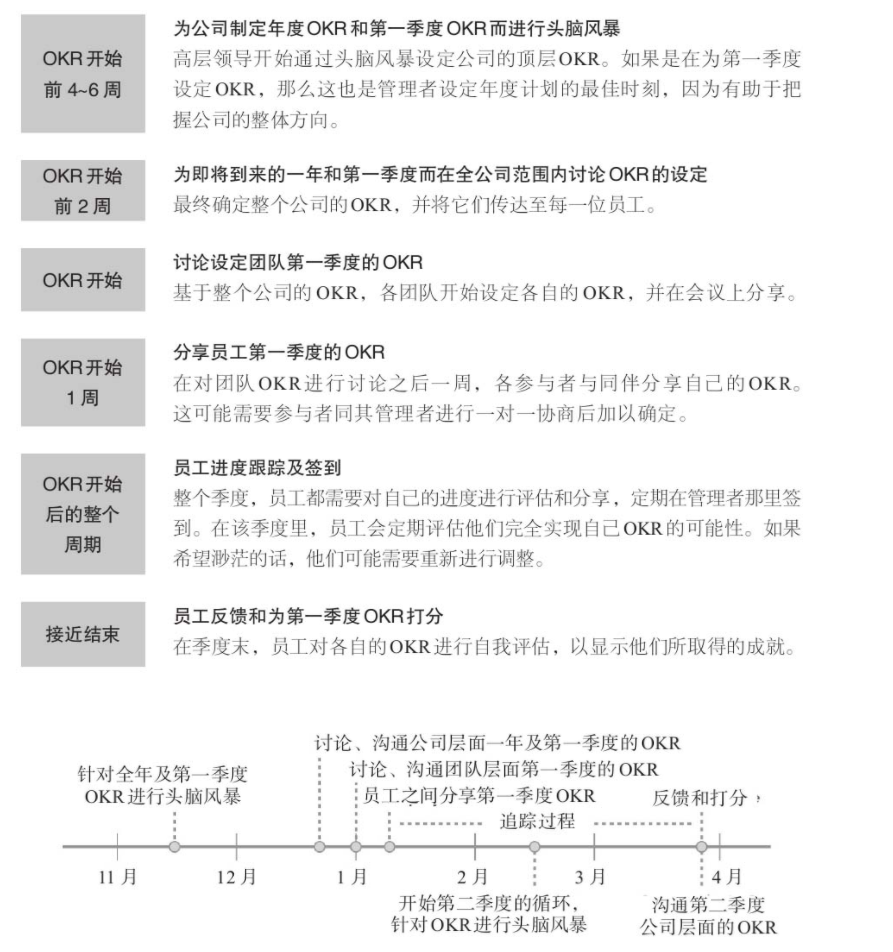 OKR 开始
前 4~6 周
为公司制定年度OKR和第一季度OKR而进行头脑风暴
高层领导开始通过头脑风暴设定公司的顶层OKR。如果是在为第一季度
设定OKR，那么这也是管理者设定年度计划的最佳时刻，因为有助于把
握公司的整体方向。
OKR 开始
前 2 周
为即将到来的一年和第一季度而在全公司范围内讨论OKR的设定
最终确定整个公司的OKR，并将它们传达至每一位员工。
OKR 开始
讨论设定团队第一季度的OKR
基于整个公司的 OKR，各团队开始设定各自的 OKR，并在会议上分享。
OKR 开始
1 周
分享员工第一季度的OKR
在对团队OKR进行讨论之后一周，各参与者与同伴分享自己的OKR。
这可能需要参与者同其管理者进行一对一协商后加以确定。
OKR 开始
后的整个
周期
员工进度跟踪及签到
整个季度，员工都需要对自己的进度进行评估和分享，定期在管理者那里签
到。在该季度里，员工会定期评估他们完全实现自己OKR的可能性。如果
希望渺茫的话，他们可能需要重新进行调整。
接近结束
员工反馈和为第一季度OKR打分
在季度末，员工对各自的OKR进行自我评估，以显示他们所取得的成就。
讨论、沟通公司层面一年及第一季度的OKR
针对全年及第一季度
OKR进行头脑风暴
讨论、沟通团队层面第一季度的 OKR
员工之间分享第一季度OKR
反馈和打分
追踪过程
11 月
12 月
1 月
2 月
3 月
4 月
开始第二季度的循环，
针对OKR进行头脑风暴
沟通第二季度
公司层面的OKR